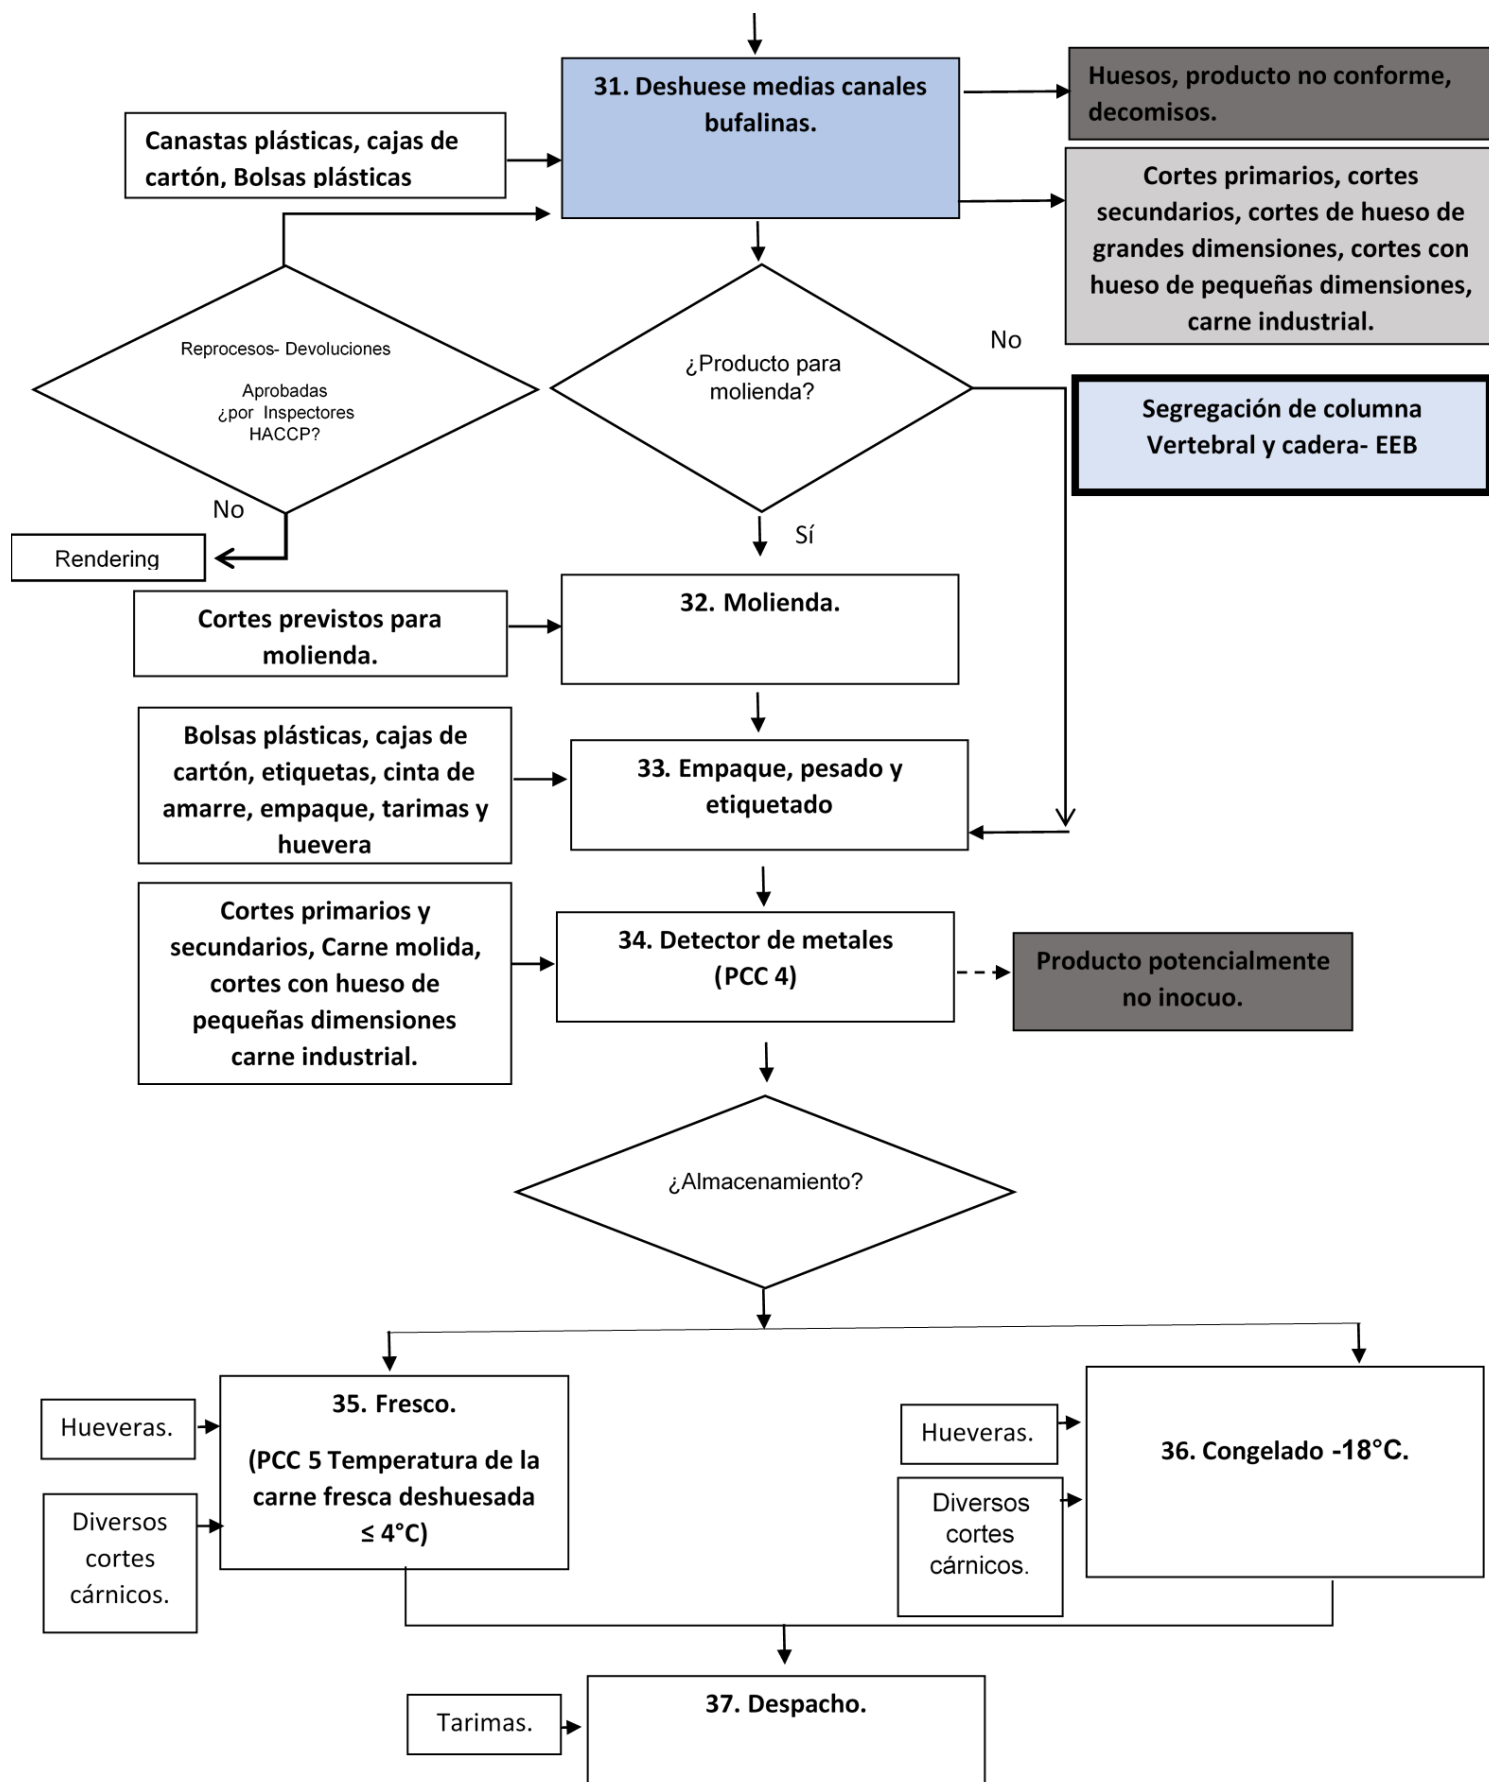 31. Deshuese medias canales
bufalinas.
Huesos, producto no conforme,
decomisos.
Canastas plásticas, cajas de
cartón, Bolsas plásticas
Cortes primarios, cortes
secundarios, cortes de hueso de
grandes dimensiones, cortes con
hueso de pequeñas dimensiones,
carne industrial.
Reprocesos- Devoluciones
Aprobadas
¿por Inspectores
HACCP?
No
Rendering
¿Producto para
molienda?
No
Sí
Segregación de columna
Vertebral y cadera- EEB
Cortes previstos para
molienda.
32. Molienda.
Bolsas plásticas, cajas de
cartón, etiquetas, cinta de
amarre, empaque, tarimas y
huevera
33. Empaque, pesado y
etiquetado
Cortes primarios y
secundarios, Carne molida,
cortes con hueso de
pequeñas dimensiones
carne industrial.
34. Detector de metales
(PCC 4)
Producto potencialmente
no inocuo.
¿Almacenamiento?
Hueveras.
Diversos
cortes
cárnicos.
35. Fresco.
(PCC 5 Temperatura de la
carne fresca deshuesada
≤ 4°C)
Hueveras.
Diversos
cortes
cárnicos.
36. Congelado -18°C.
Tarimas.
37. Despacho.